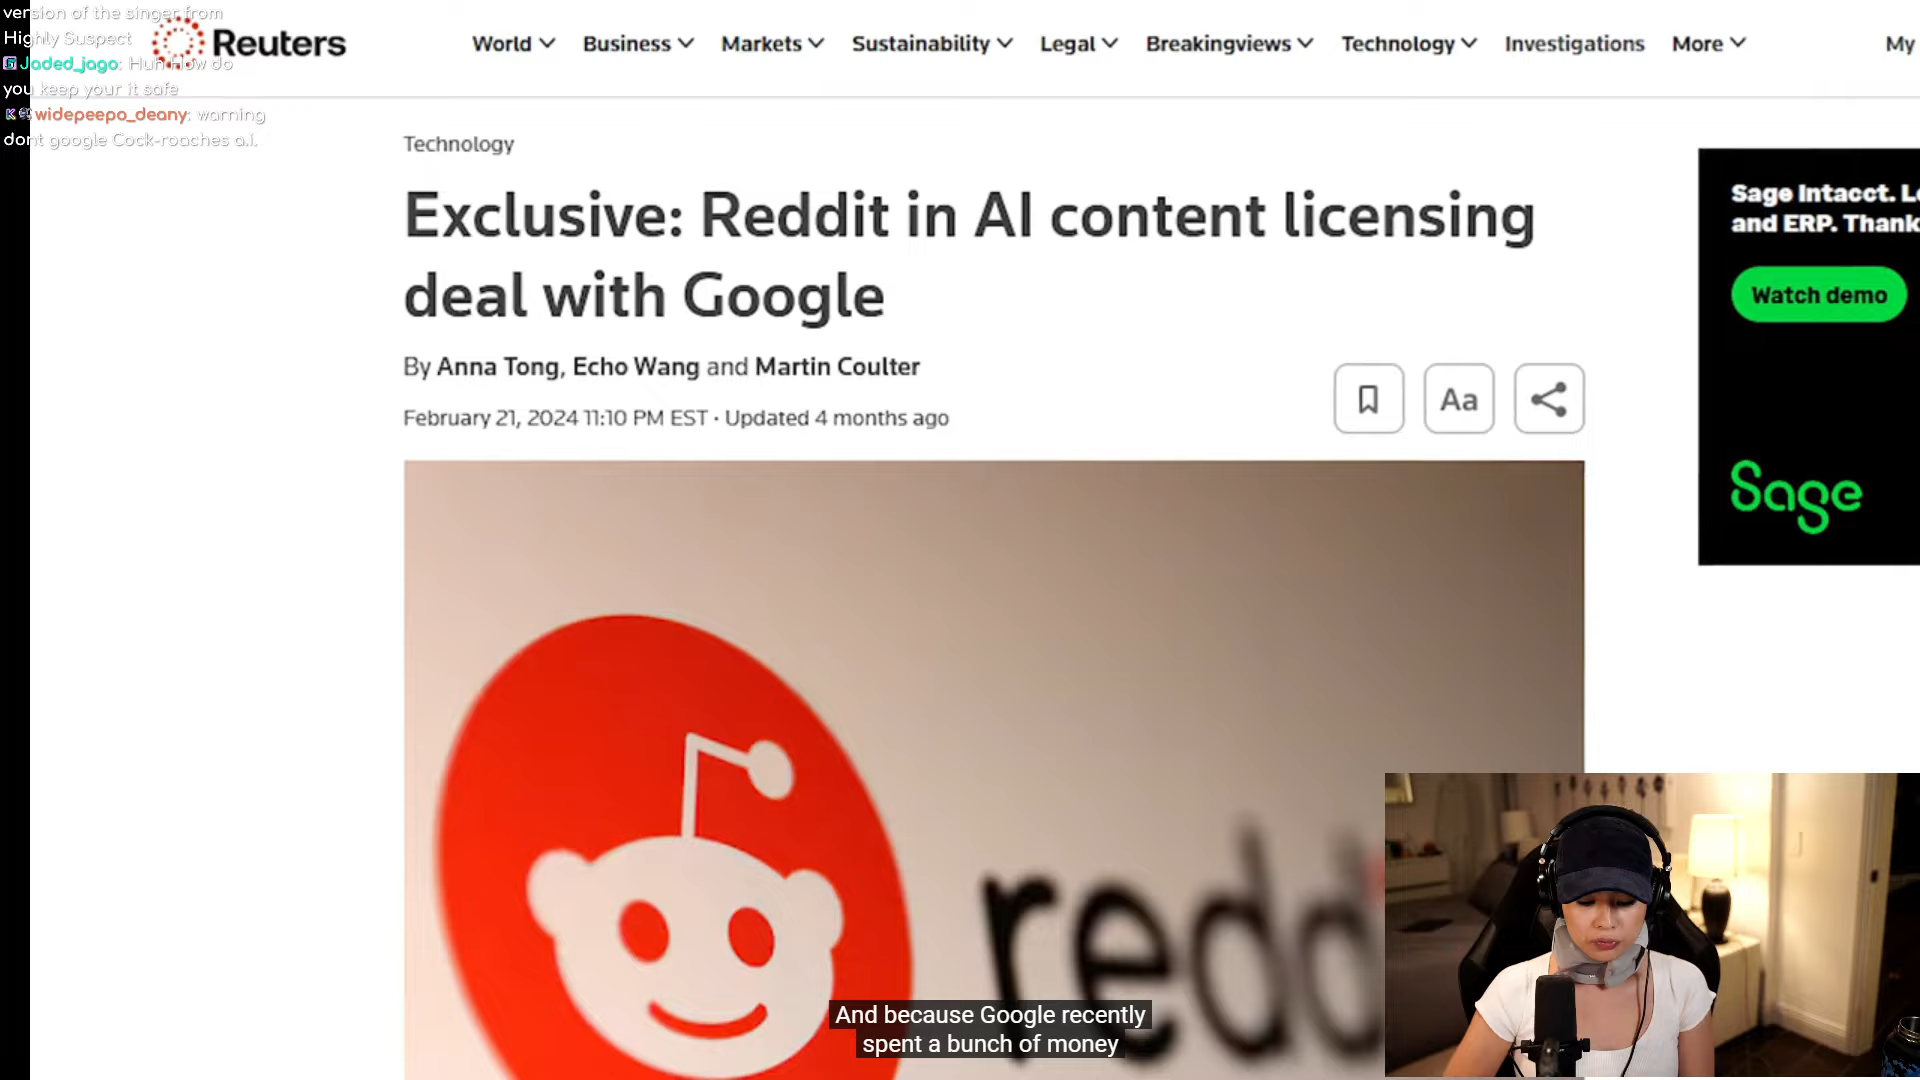 version of the singer from
Highly Suspect
Jaded_jago: Huh How do
you keep your it safe
widepeepo_deany: warning
dont google Cock-roaches a.i.
Reuters
World
Business
Markets
Sustainability
Legal
Breakingviews
Technology
Investigations
More
My
Technology
Exclusive: Reddit in AI content licensing
deal with Google
By Anna Tong, Echo Wang and Martin Coulter
February 21, 2024 11:10 PM EST · Updated 4 months ago
Aa
Sage Intacct.
and ERP.
Watch demo
Sage
redd
And because Google recently
spent a bunch of money